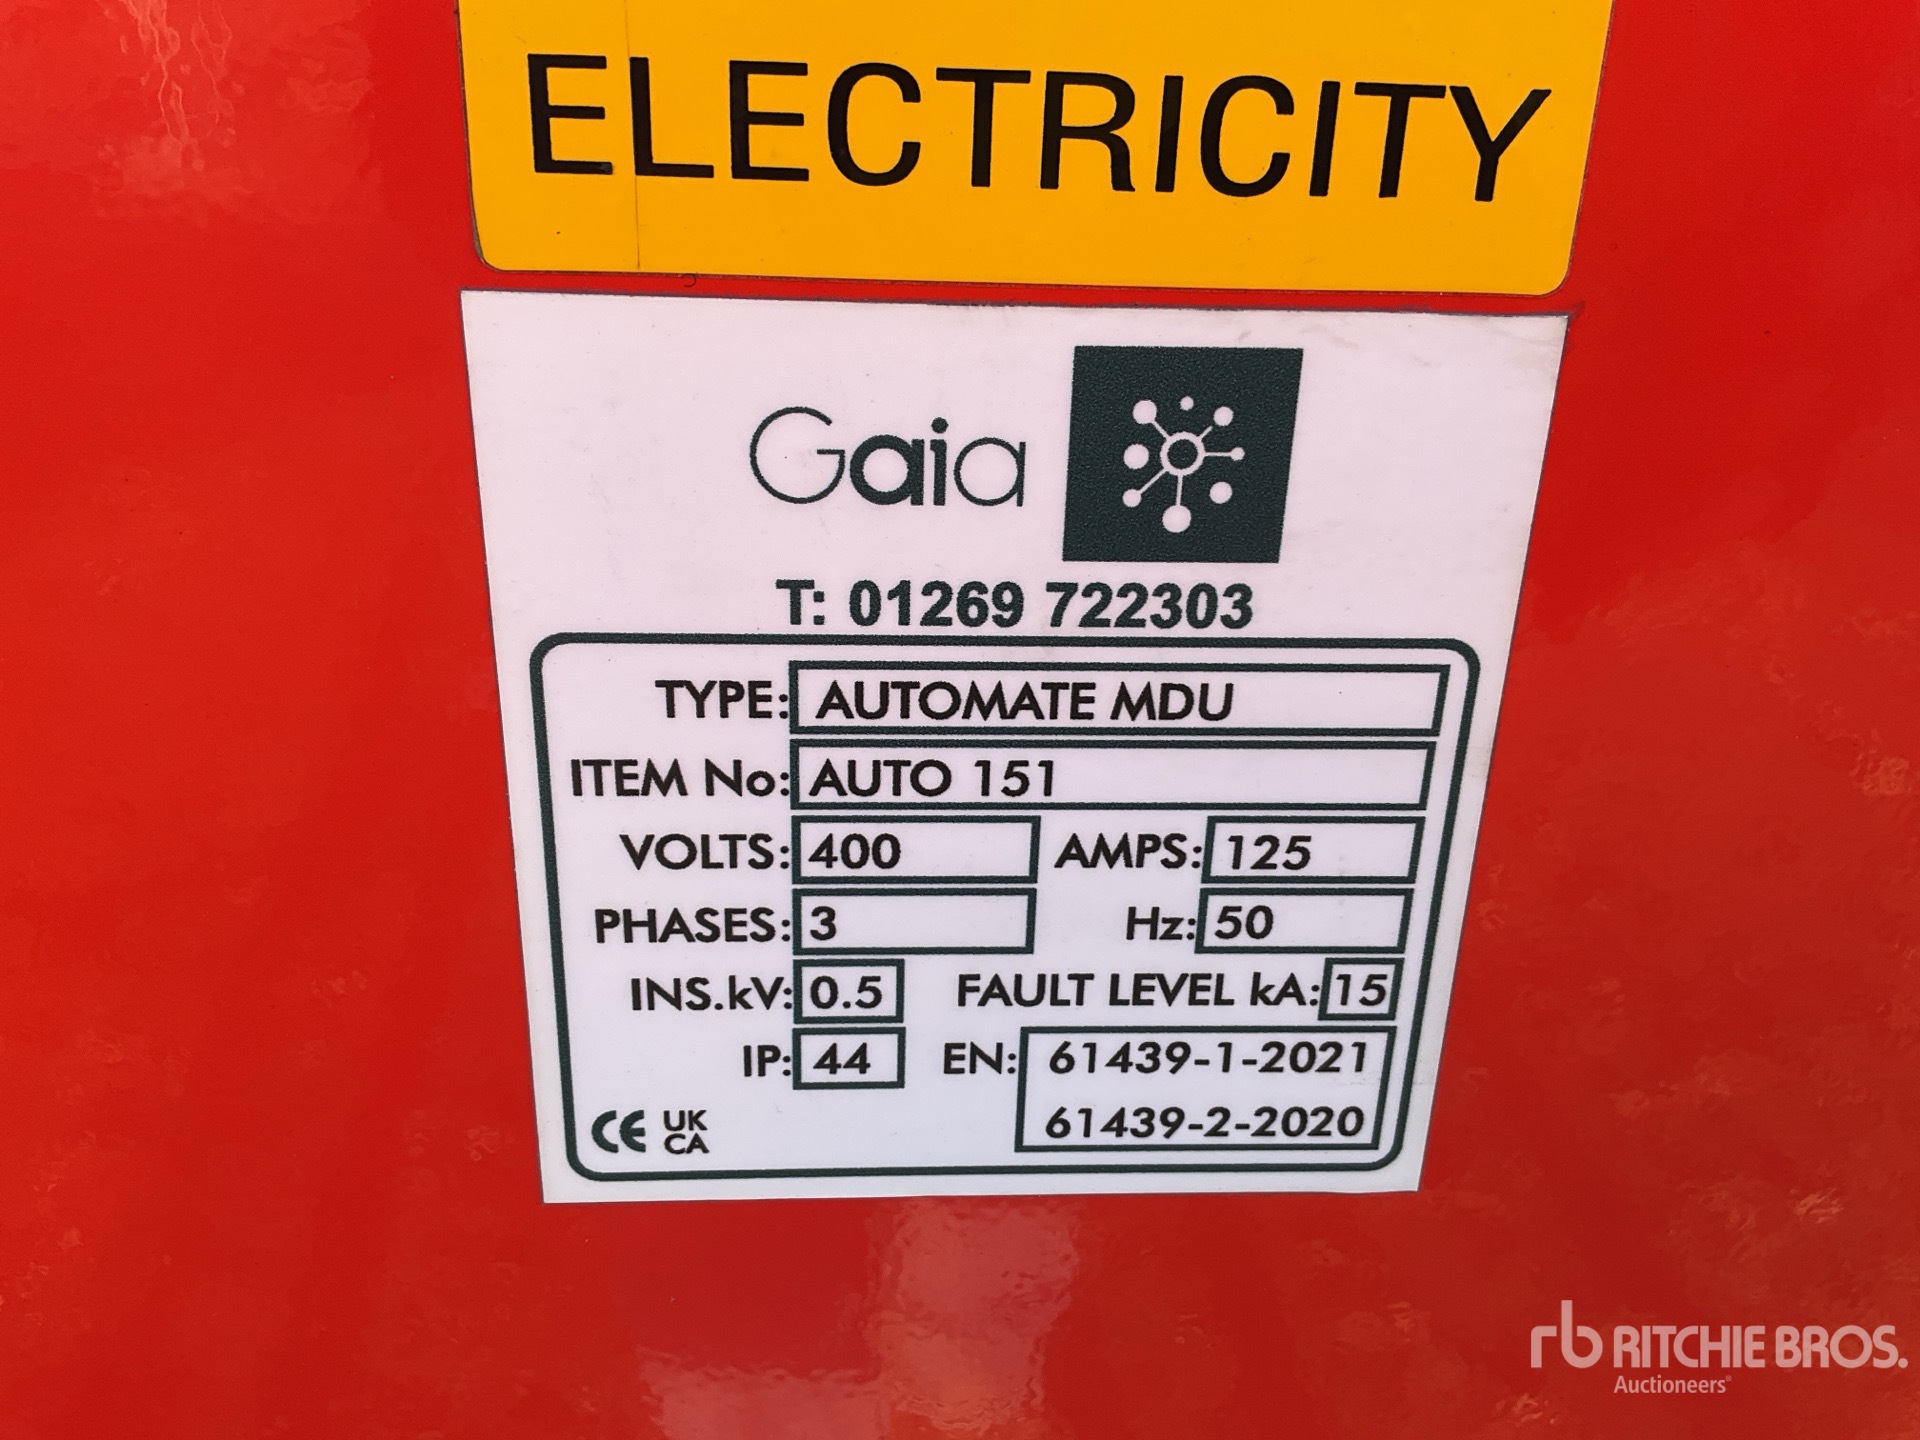 ELECTRICITY
Gaia
T: 01269 722303
TYPE: AUTOMATE MDU
ITEM No: AUTO 151
VOLTS: 400 AMPS: 125
PHASES: 3 Hz: 50
INS.kV: 0.5 FAULT LEVEL kA: 15
IP: 44 EN: 61439-1-2021
61439-2-2020
CE UK
CA
rb RITCHIE BROS.
Auctioneers